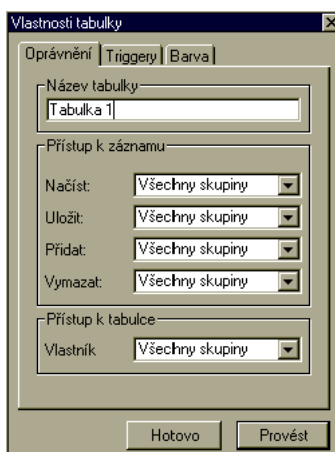 Vlastnosti tabulky
Oprávnění Triggery Barva
Název tabulky
Tabulka 1
Přístup k záznamu
Načíst: Všechny skupiny
Uložit: Všechny skupiny
Přidat: Všechny skupiny
Vymazat: Všechny skupiny
Přístup k tabulce
Vlastník Všechny skupiny
Hotovo Provést